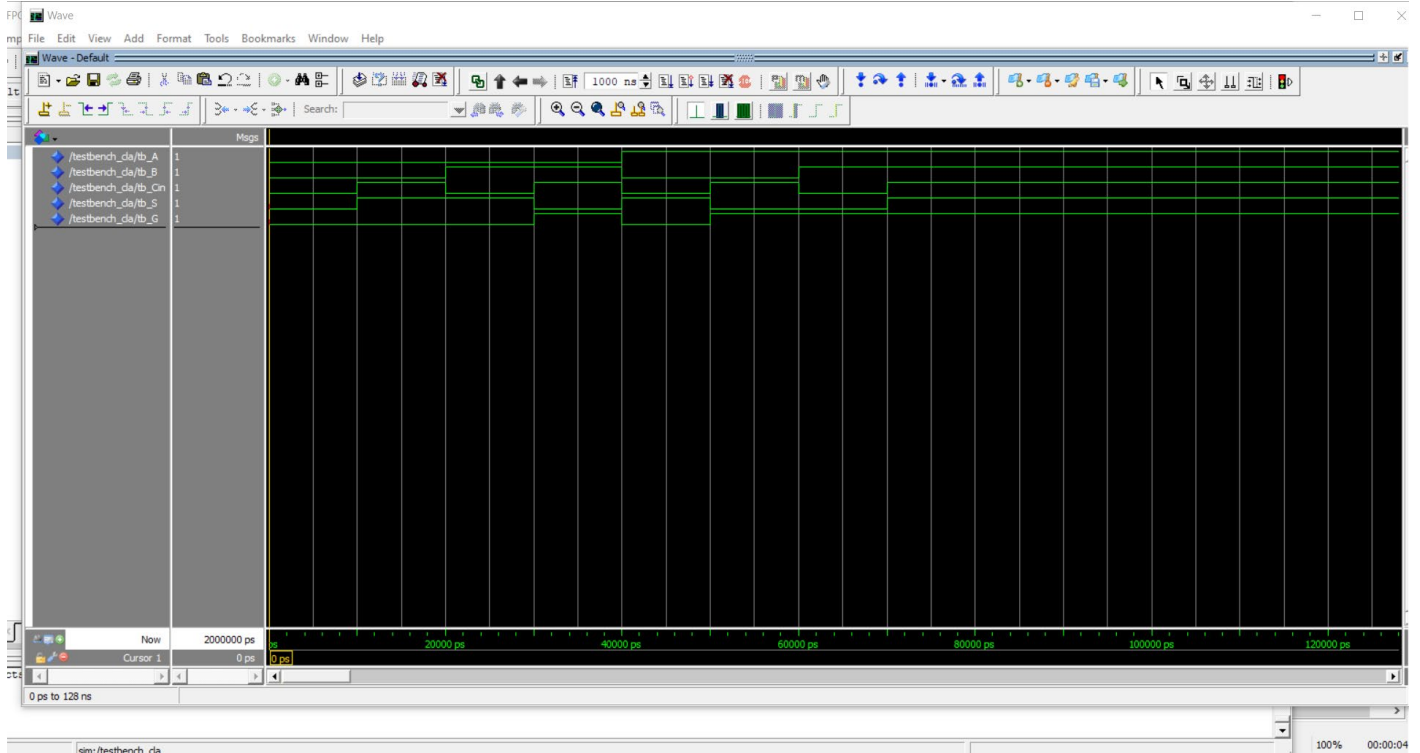 FPG
Wave
File Edit View Add Format Tools Bookmarks Window Help
Wave - Default
1000 ns
Search:
Msgs
/testbench_cla/tb_A 1
/testbench_cla/tb_B 1
/testbench_cla/tb_Cin 1
/testbench_cla/tb_S 1
/testbench_cla/tb_G 1
Now 2000000 ps
ps 20000 ps 40000 ps 60000 ps 80000 ps 100000 ps 120000 ps
Cursor 1 0 ps 0 ps
0 ps to 128 ns
100% 00:00:04
sim:/testbench_cla